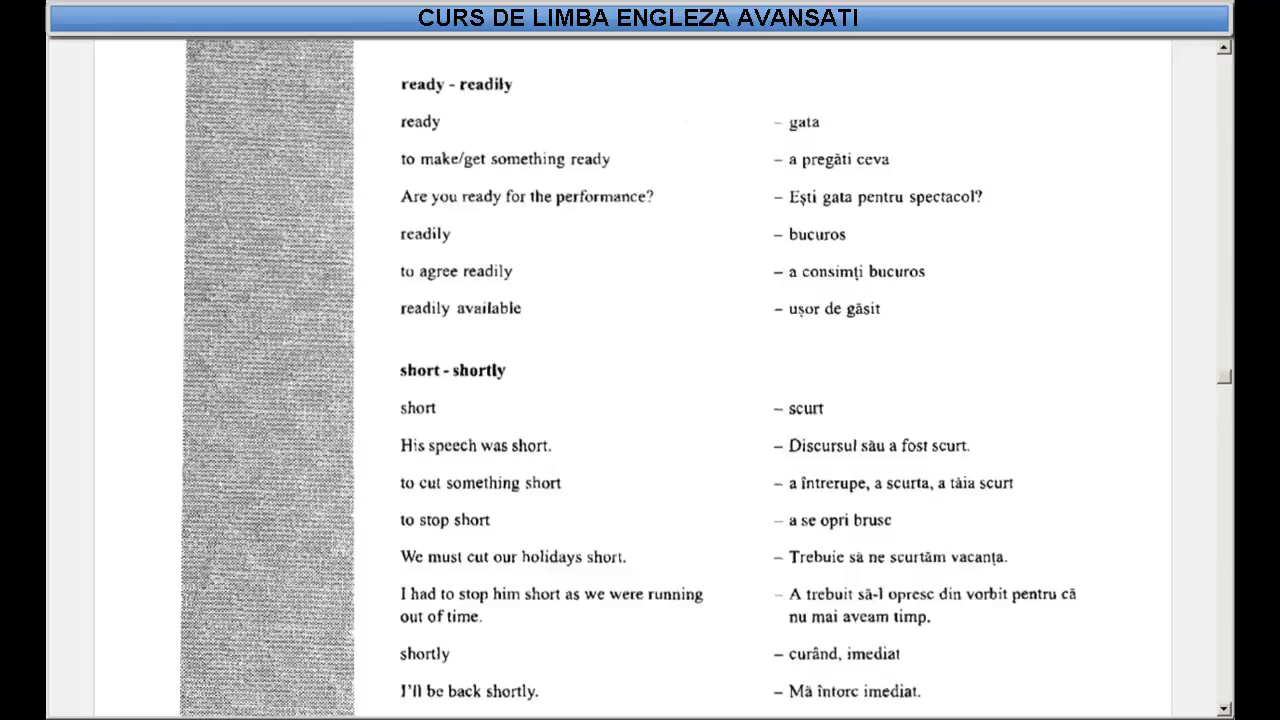 CURS DE LIMBA ENGLEZA AVANSATI
ready - readily
ready – gata
to make/get something ready – a pregăti ceva
Are you ready for the performance? – Ești gata pentru spectacol?
readily – bucuros
to agree readily – a consimți bucuros
readily available – ușor de găsit
short - shortly
short – scurt
His speech was short. – Discursul său a fost scurt.
to cut something short – a întrerupe, a scurta, a tăia scurt
to stop short – a se opri brusc
We must cut our holidays short. – Trebuie să ne scurtăm vacanța.
I had to stop him short as we were running – A trebuit să-l opresc din vorbit pentru că
out of time. nu mai aveam timp.
shortly – curând, imediat
I'll be back shortly. – Mă întorc imediat.